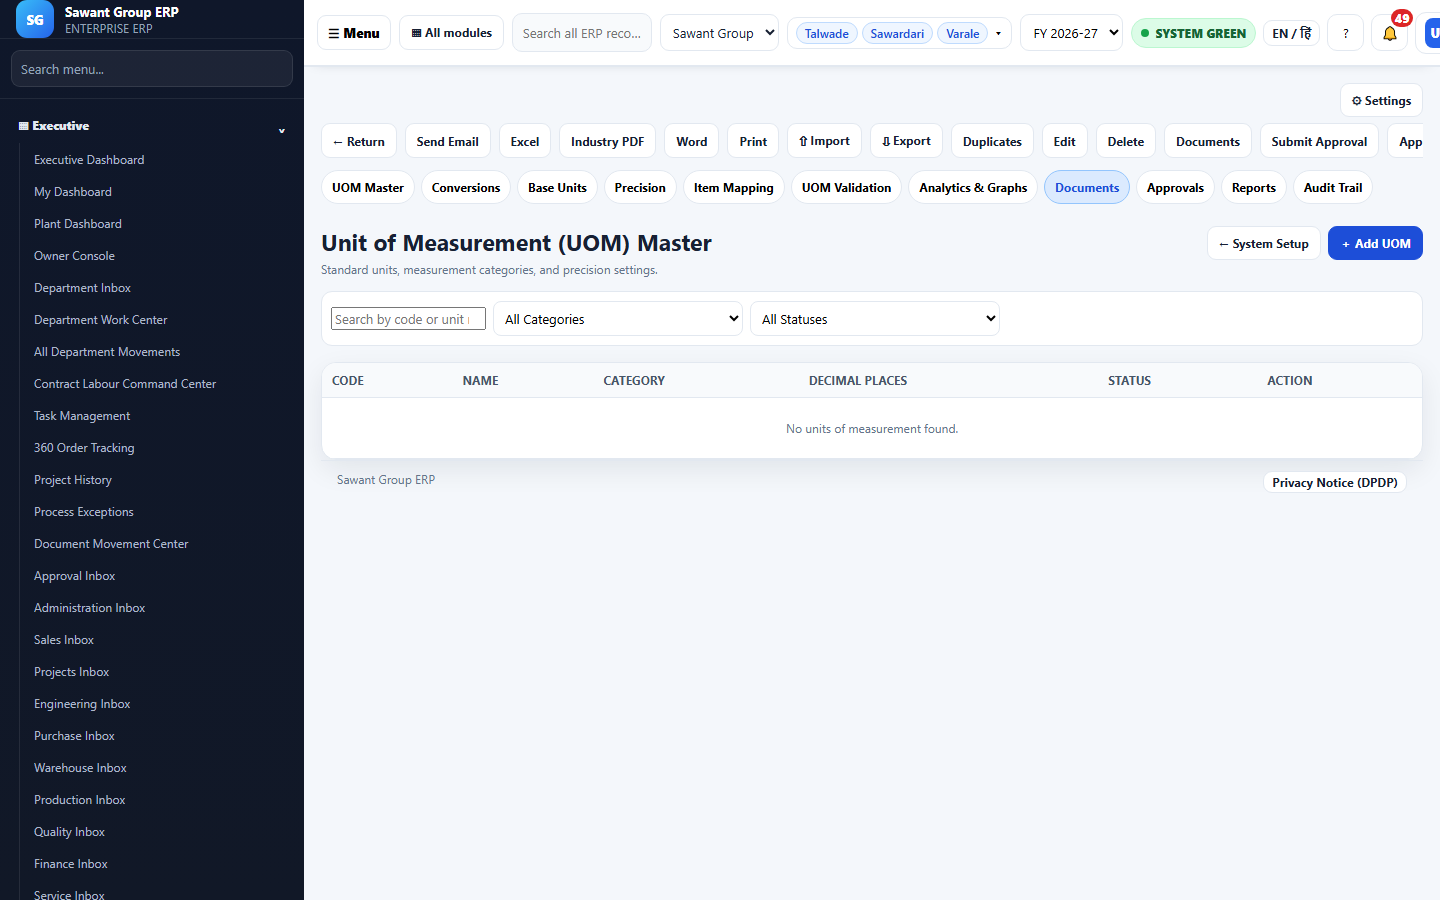 SG
Sawant Group ERP
ENTERPRISE ERP
Search menu...
Executive
Executive Dashboard
My Dashboard
Plant Dashboard
Owner Console
Department Inbox
Department Work Center
All Department Movements
Contract Labour Command Center
Task Management
360 Order Tracking
Project History
Process Exceptions
Document Movement Center
Approval Inbox
Administration Inbox
Sales Inbox
Projects Inbox
Engineering Inbox
Purchase Inbox
Warehouse Inbox
Production Inbox
Quality Inbox
Finance Inbox
Service Inbox
☰ Menu
All modules
Search all ERP reco...
Sawant Group
Talwade
Sawardari
Varale
FY 2026-27
SYSTEM GREEN
EN / हिं
?
49
U
⚙ Settings
← Return
Send Email
Excel
Industry PDF
Word
Print
⇧ Import
⇩ Export
Duplicates
Edit
Delete
Documents
Submit Approval
App
UOM Master
Conversions
Base Units
Precision
Item Mapping
UOM Validation
Analytics & Graphs
Documents
Approvals
Reports
Audit Trail
Unit of Measurement (UOM) Master
← System Setup
+ Add UOM
Standard units, measurement categories, and precision settings.
Search by code or unit
All Categories
All Statuses
CODE NAME CATEGORY DECIMAL PLACES STATUS ACTION
No units of measurement found.
Sawant Group ERP
Privacy Notice (DPDP)